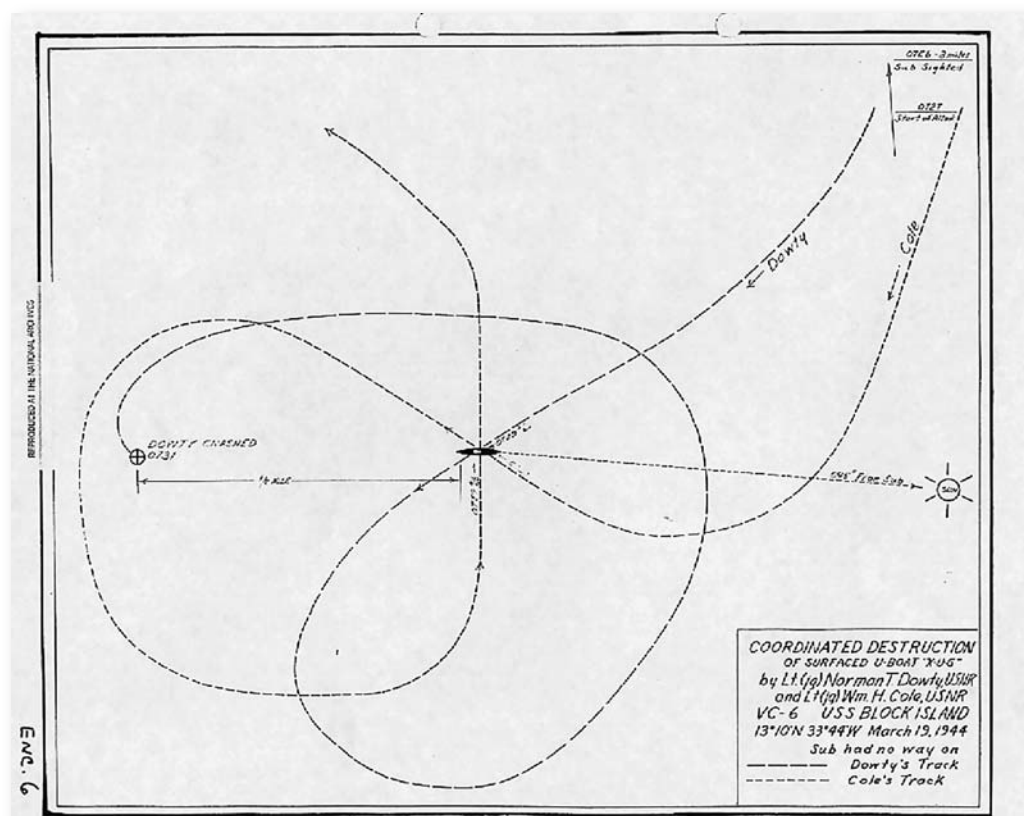 0726 - 3 miles
Sub Sighted
0727
Start of Attack
Dowty
Cole
REPRODUCED AT THE NATIONAL ARCHIVES
DOWTY CRASHED
0731
½ MILE
from Sub
SUN
COORDINATED DESTRUCTION
OF SURFACED U-BOAT "X-UG"
by Lt.(jg) Norman T. Dowty, USNR
and Lt(jg) Wm. H. Cole, USNR
VC-6 USS BLOCK ISLAND
13°10'N 33°44'W March 19, 1944
Sub had no way on
Dowty's Track
Cole's Track
ENC. 6